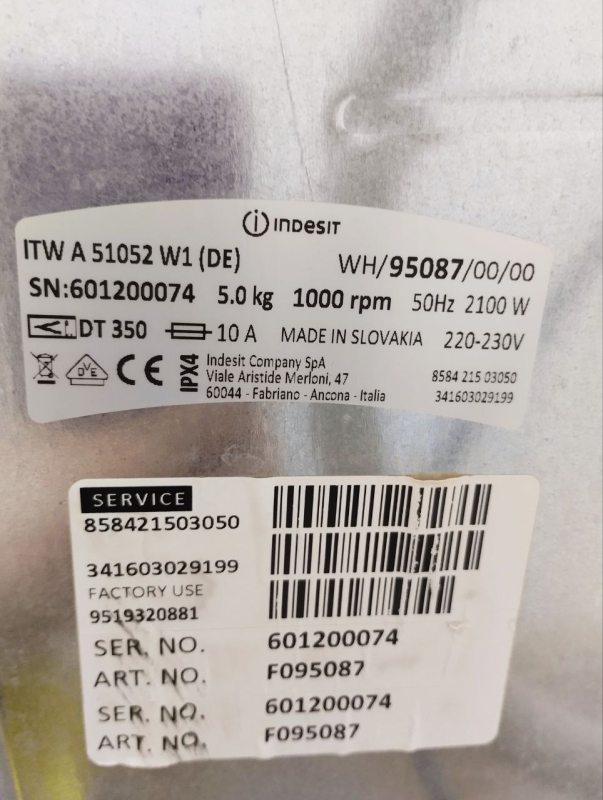 indesit
ITW A 51052 W1 (DE) WH/95087/00/00
SN:601200074 5.0 kg 1000 rpm 50Hz 2100 W
DT 350 10 A MADE IN SLOVAKIA 220-230V
DVE CE IPX4
Indesit Company SpA
Viale Aristide Merloni, 47 8584 215 03050
60044 - Fabriano - Ancona - Italia 341603029199
SERVICE
858421503050
341603029199
FACTORY USE
9519320881
SER. NO. 601200074
ART. NO. F095087
SER. NO. 601200074
ART. NO. F095087